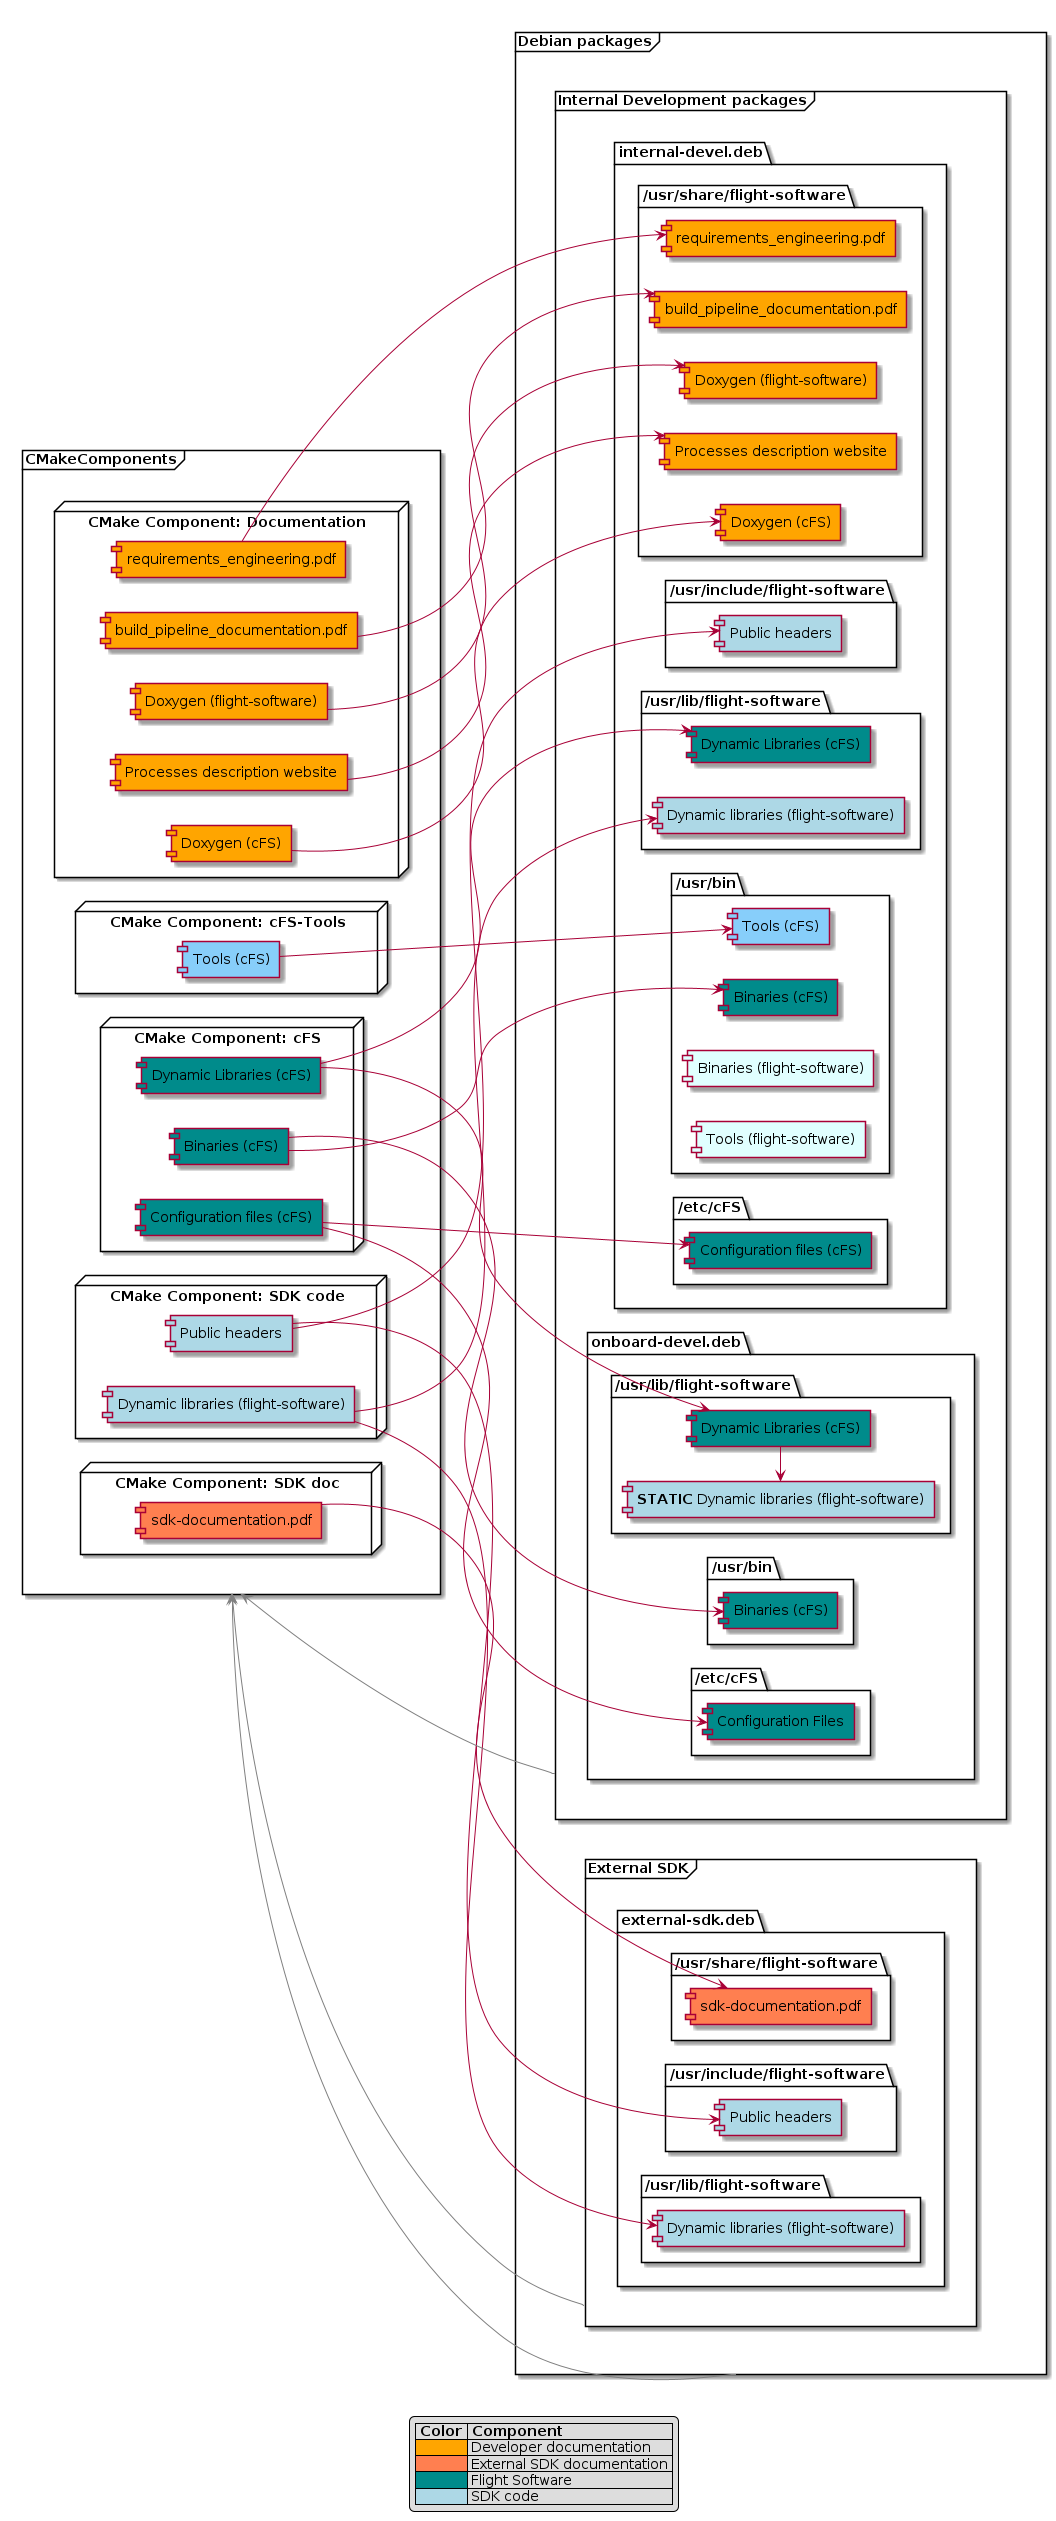 Debian packages
Internal Development packages
internal-devel.deb
/usr/share/flight-software
requirements_engineering.pdf
build_pipeline_documentation.pdf
Doxygen (flight-software)
Processes description website
Doxygen (cFS)
/usr/include/flight-software
Public headers
/usr/lib/flight-software
Dynamic Libraries (cFS)
Dynamic libraries (flight-software)
/usr/bin
Tools (cFS)
Binaries (cFS)
Binaries (flight-software)
Tools (flight-software)
/etc/cFS
Configuration files (cFS)
onboard-devel.deb
/usr/lib/flight-software
Dynamic Libraries (cFS)
STATIC Dynamic libraries (flight-software)
/usr/bin
Binaries (cFS)
/etc/cFS
Configuration Files
External SDK
external-sdk.deb
/usr/share/flight-software
sdk-documentation.pdf
/usr/include/flight-software
Public headers
/usr/lib/flight-software
Dynamic libraries (flight-software)
CMakeComponents
CMake Component: Documentation
requirements_engineering.pdf
build_pipeline_documentation.pdf
Doxygen (flight-software)
Processes description website
Doxygen (cFS)
CMake Component: cFS-Tools
Tools (cFS)
CMake Component: cFS
Dynamic Libraries (cFS)
Binaries (cFS)
Configuration files (cFS)
CMake Component: SDK code
Public headers
Dynamic libraries (flight-software)
CMake Component: SDK doc
sdk-documentation.pdf
Color Component
Developer documentation
External SDK documentation
Flight Software
SDK code